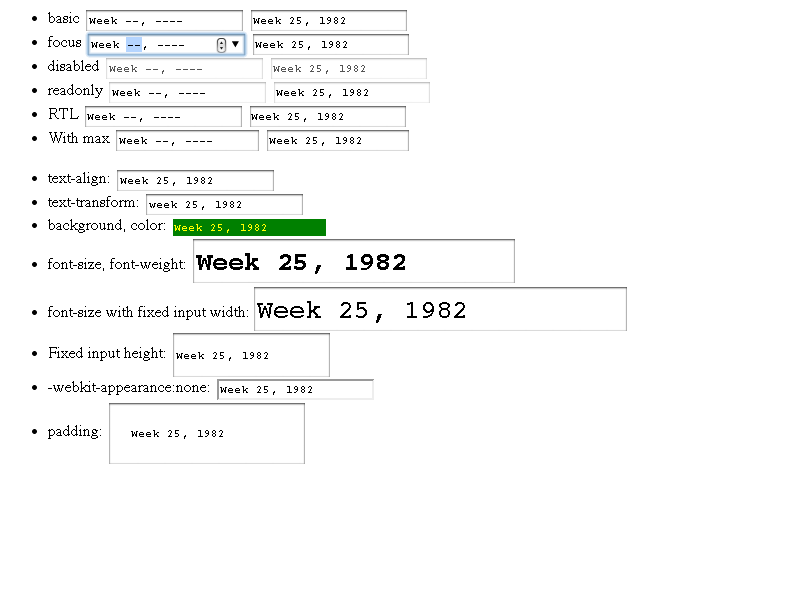 basic Week --, ---- Week 25, 1982
focus Week --, ---- Week 25, 1982
disabled Week --, ---- Week 25, 1982
readonly Week --, ---- Week 25, 1982
RTL Week --, ---- Week 25, 1982
With max Week --, ---- Week 25, 1982
text-align: Week 25, 1982
text-transform: week 25, 1982
background, color: Week 25, 1982
font-size, font-weight: Week 25, 1982
font-size with fixed input width: Week 25, 1982
Fixed input height: Week 25, 1982
-webkit-appearance:none: Week 25, 1982
padding: Week 25, 1982